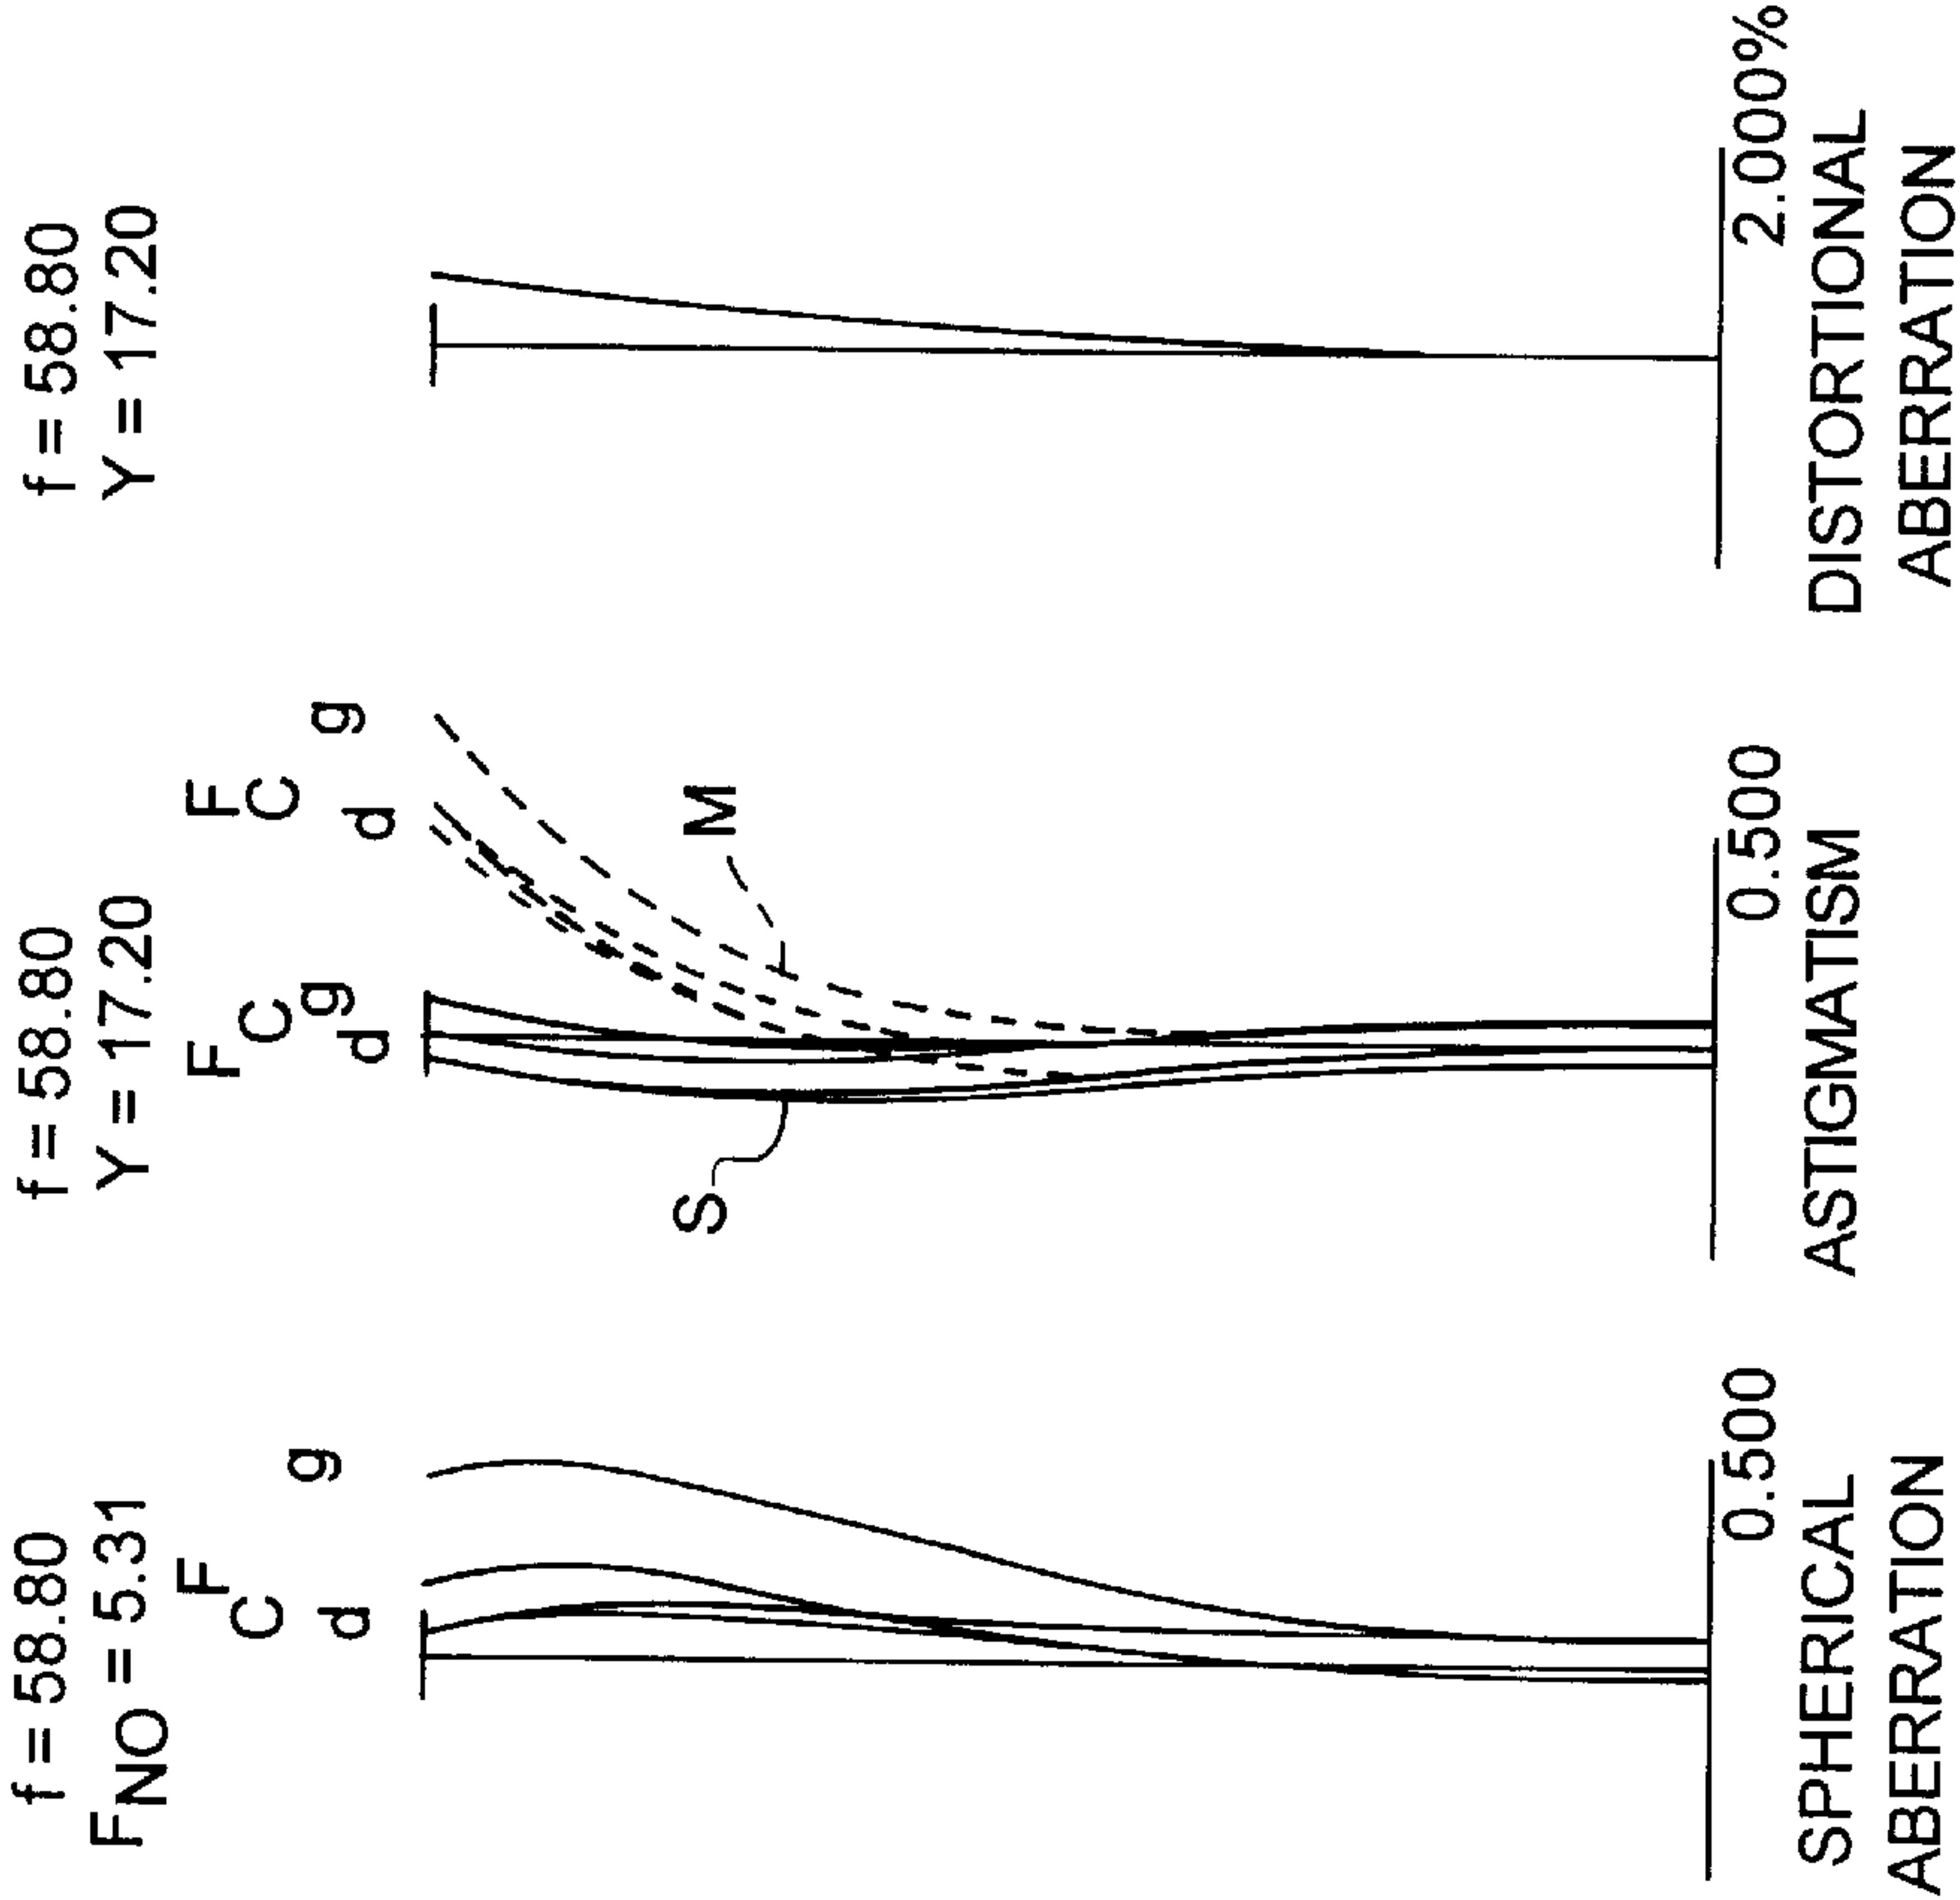 f = 58.80
FNO = 5.31
F
C
d
g
0.500
SPHERICAL
ABERRATION
f = 58.80
Y = 17.20
F
C
d
g
F
C
d
g
S
M
0.500
ASTIGMATISM
f = 58.80
Y = 17.20
2.000%
DISTORTIONAL
ABERRATION